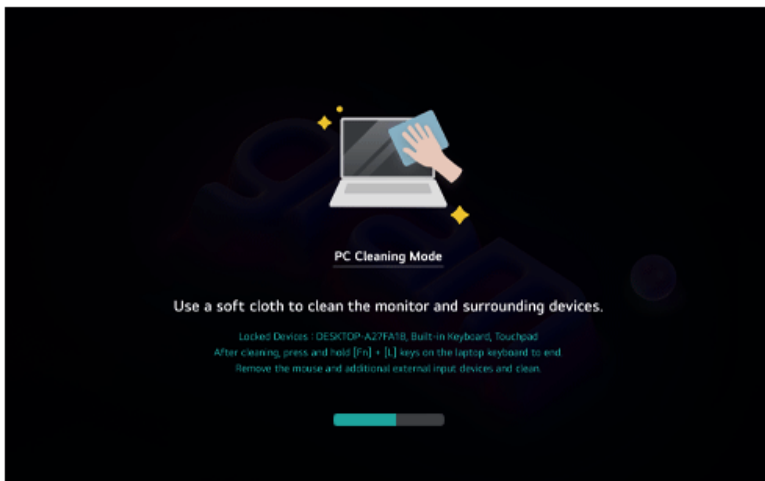 PC Cleaning Mode
Use a soft cloth to clean the monitor and surrounding devices.
Locked Devices : DESKTOP-A27FA1B, Built-in Keyboard, Touchpad
After cleaning, press and hold [Fn] + [L] keys on the laptop keyboard to end.
Remove the mouse and additional external input devices and clean.